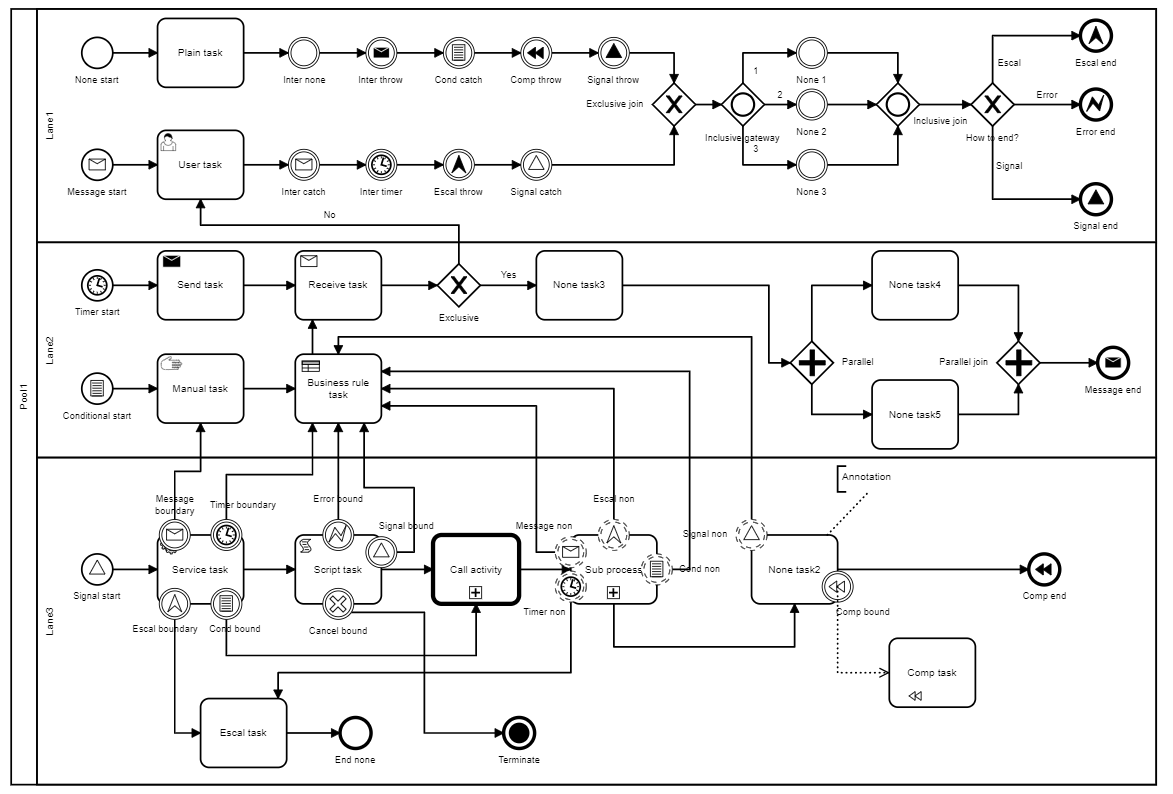 Pool1
Lane1
None start
Plain task
Inter none
Inter throw
Cond catch
Comp throw
Signal throw
Exclusive join
Message start
User task
Inter catch
Inter timer
Escal throw
Signal catch
Inclusive gateway
1
2
3
None 1
None 2
None 3
Inclusive join
How to end?
Escal
Error
Signal
Escal end
Error end
Signal end
No
Lane2
Timer start
Send task
Receive task
Exclusive
Yes
None task3
None task4
Parallel
Parallel join
None task5
Message end
Conditional start
Manual task
Business rule
task
Lane3
Signal start
Message
boundary
Timer boundary
Service task
Escal boundary
Cond bound
Error bound
Signal bound
Script task
Cancel bound
Call activity
Message non
Escal non
Sub process
Cond non
Timer non
Signal non
None task2
Comp bound
Annotation
Comp end
Comp task
Escal task
End none
Terminate